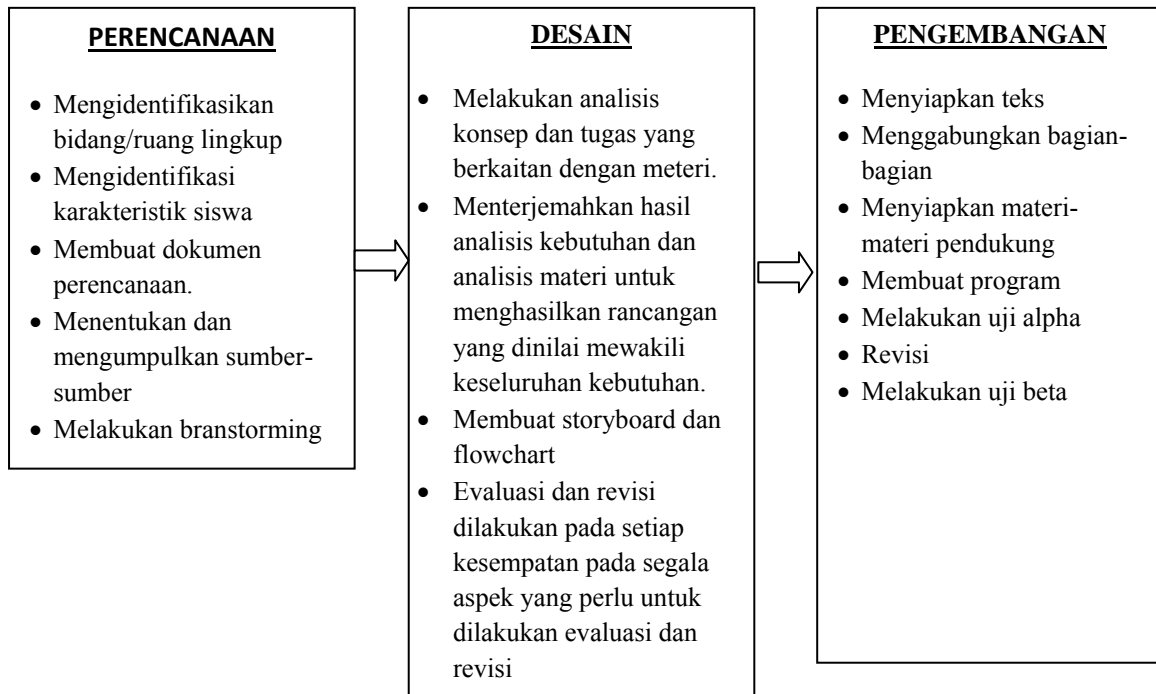 PERENCANAAN
• Mengidentifikasikan
bidang/ruang lingkup
• Mengidentifikasi
karakteristik siswa
• Membuat dokumen
perencanaan.
• Menentukan dan
mengumpulkan sumber-
sumber
• Melakukan branstorming
DESAIN
• Melakukan analisis
konsep dan tugas yang
berkaitan dengan meteri.
• Menterjemahkan hasil
analisis kebutuhan dan
analisis materi untuk
menghasilkan rancangan
yang dinilai mewakili
keseluruhan kebutuhan.
• Membuat storyboard dan
flowchart
• Evaluasi dan revisi
dilakukan pada setiap
kesempatan pada segala
aspek yang perlu untuk
dilakukan evaluasi dan
revisi
PENGEMBANGAN
• Menyiapkan teks
• Menggabungkan bagian-
bagian
• Menyiapkan materi-
materi pendukung
• Membuat program
• Melakukan uji alpha
• Revisi
• Melakukan uji beta